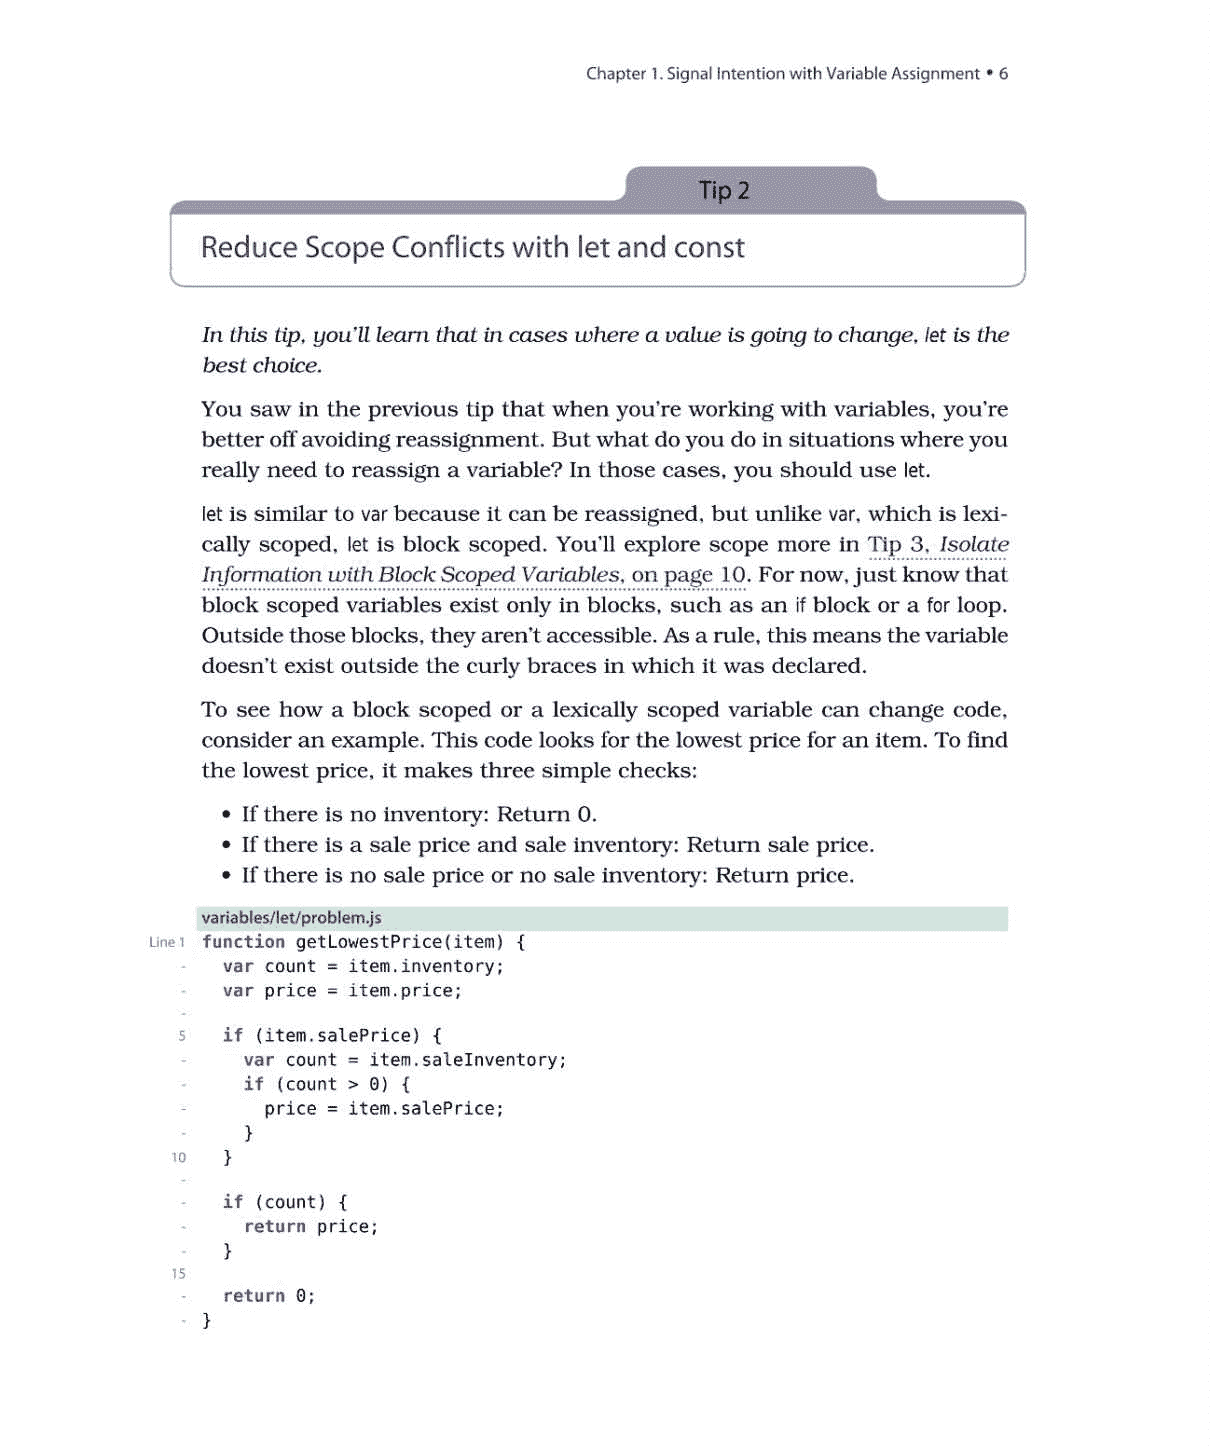 Chapter 1. Signal Intention with Variable Assignment • 6
Tip 2
Reduce Scope Conflicts with let and const
In this tip, you'll learn that in cases where a value is going to change, let is the
best choice.
You saw in the previous tip that when you're working with variables, you're
better off avoiding reassignment. But what do you do in situations where you
really need to reassign a variable? In those cases, you should use let.
let is similar to var because it can be reassigned, but unlike var, which is lexi-
cally scoped, let is block scoped. You'll explore scope more in Tip 3, Isolate
Information with Block Scoped Variables, on page 10. For now, just know that
block scoped variables exist only in blocks, such as an if block or a for loop.
Outside those blocks, they aren't accessible. As a rule, this means the variable
doesn't exist outside the curly braces in which it was declared.
To see how a block scoped or a lexically scoped variable can change code,
consider an example. This code looks for the lowest price for an item. To find
the lowest price, it makes three simple checks:
• If there is no inventory: Return 0.
• If there is a sale price and sale inventory: Return sale price.
• If there is no sale price or no sale inventory: Return price.
variables/let/problem.js
Line 1 function getLowestPrice(item) {
- var count = item.inventory;
- var price = item.price;
-
5 if (item.salePrice) {
- var count = item.saleInventory;
- if (count > 0) {
- price = item.salePrice;
- }
10 }
-
- if (count) {
- return price;
- }
15
- return 0;
- }